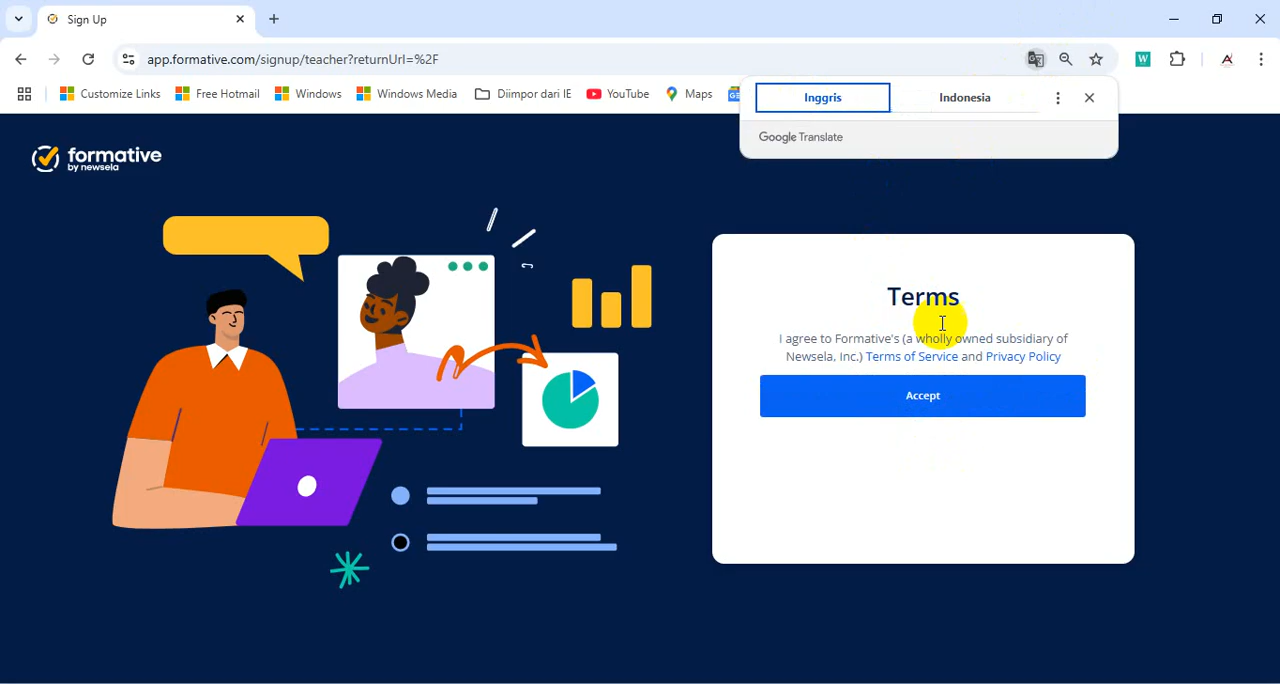 Sign Up
app.formative.com/signup/teacher?returnUrl=%2F
Customize Links
Free Hotmail
Windows
Windows Media
Diimpor dari IE
YouTube
Maps
Inggris
Indonesia
Google Translate
formative
by newsela
Terms
I agree to Formative's (a wholly owned subsidiary of
Newsela, Inc.) Terms of Service and Privacy Policy
Accept